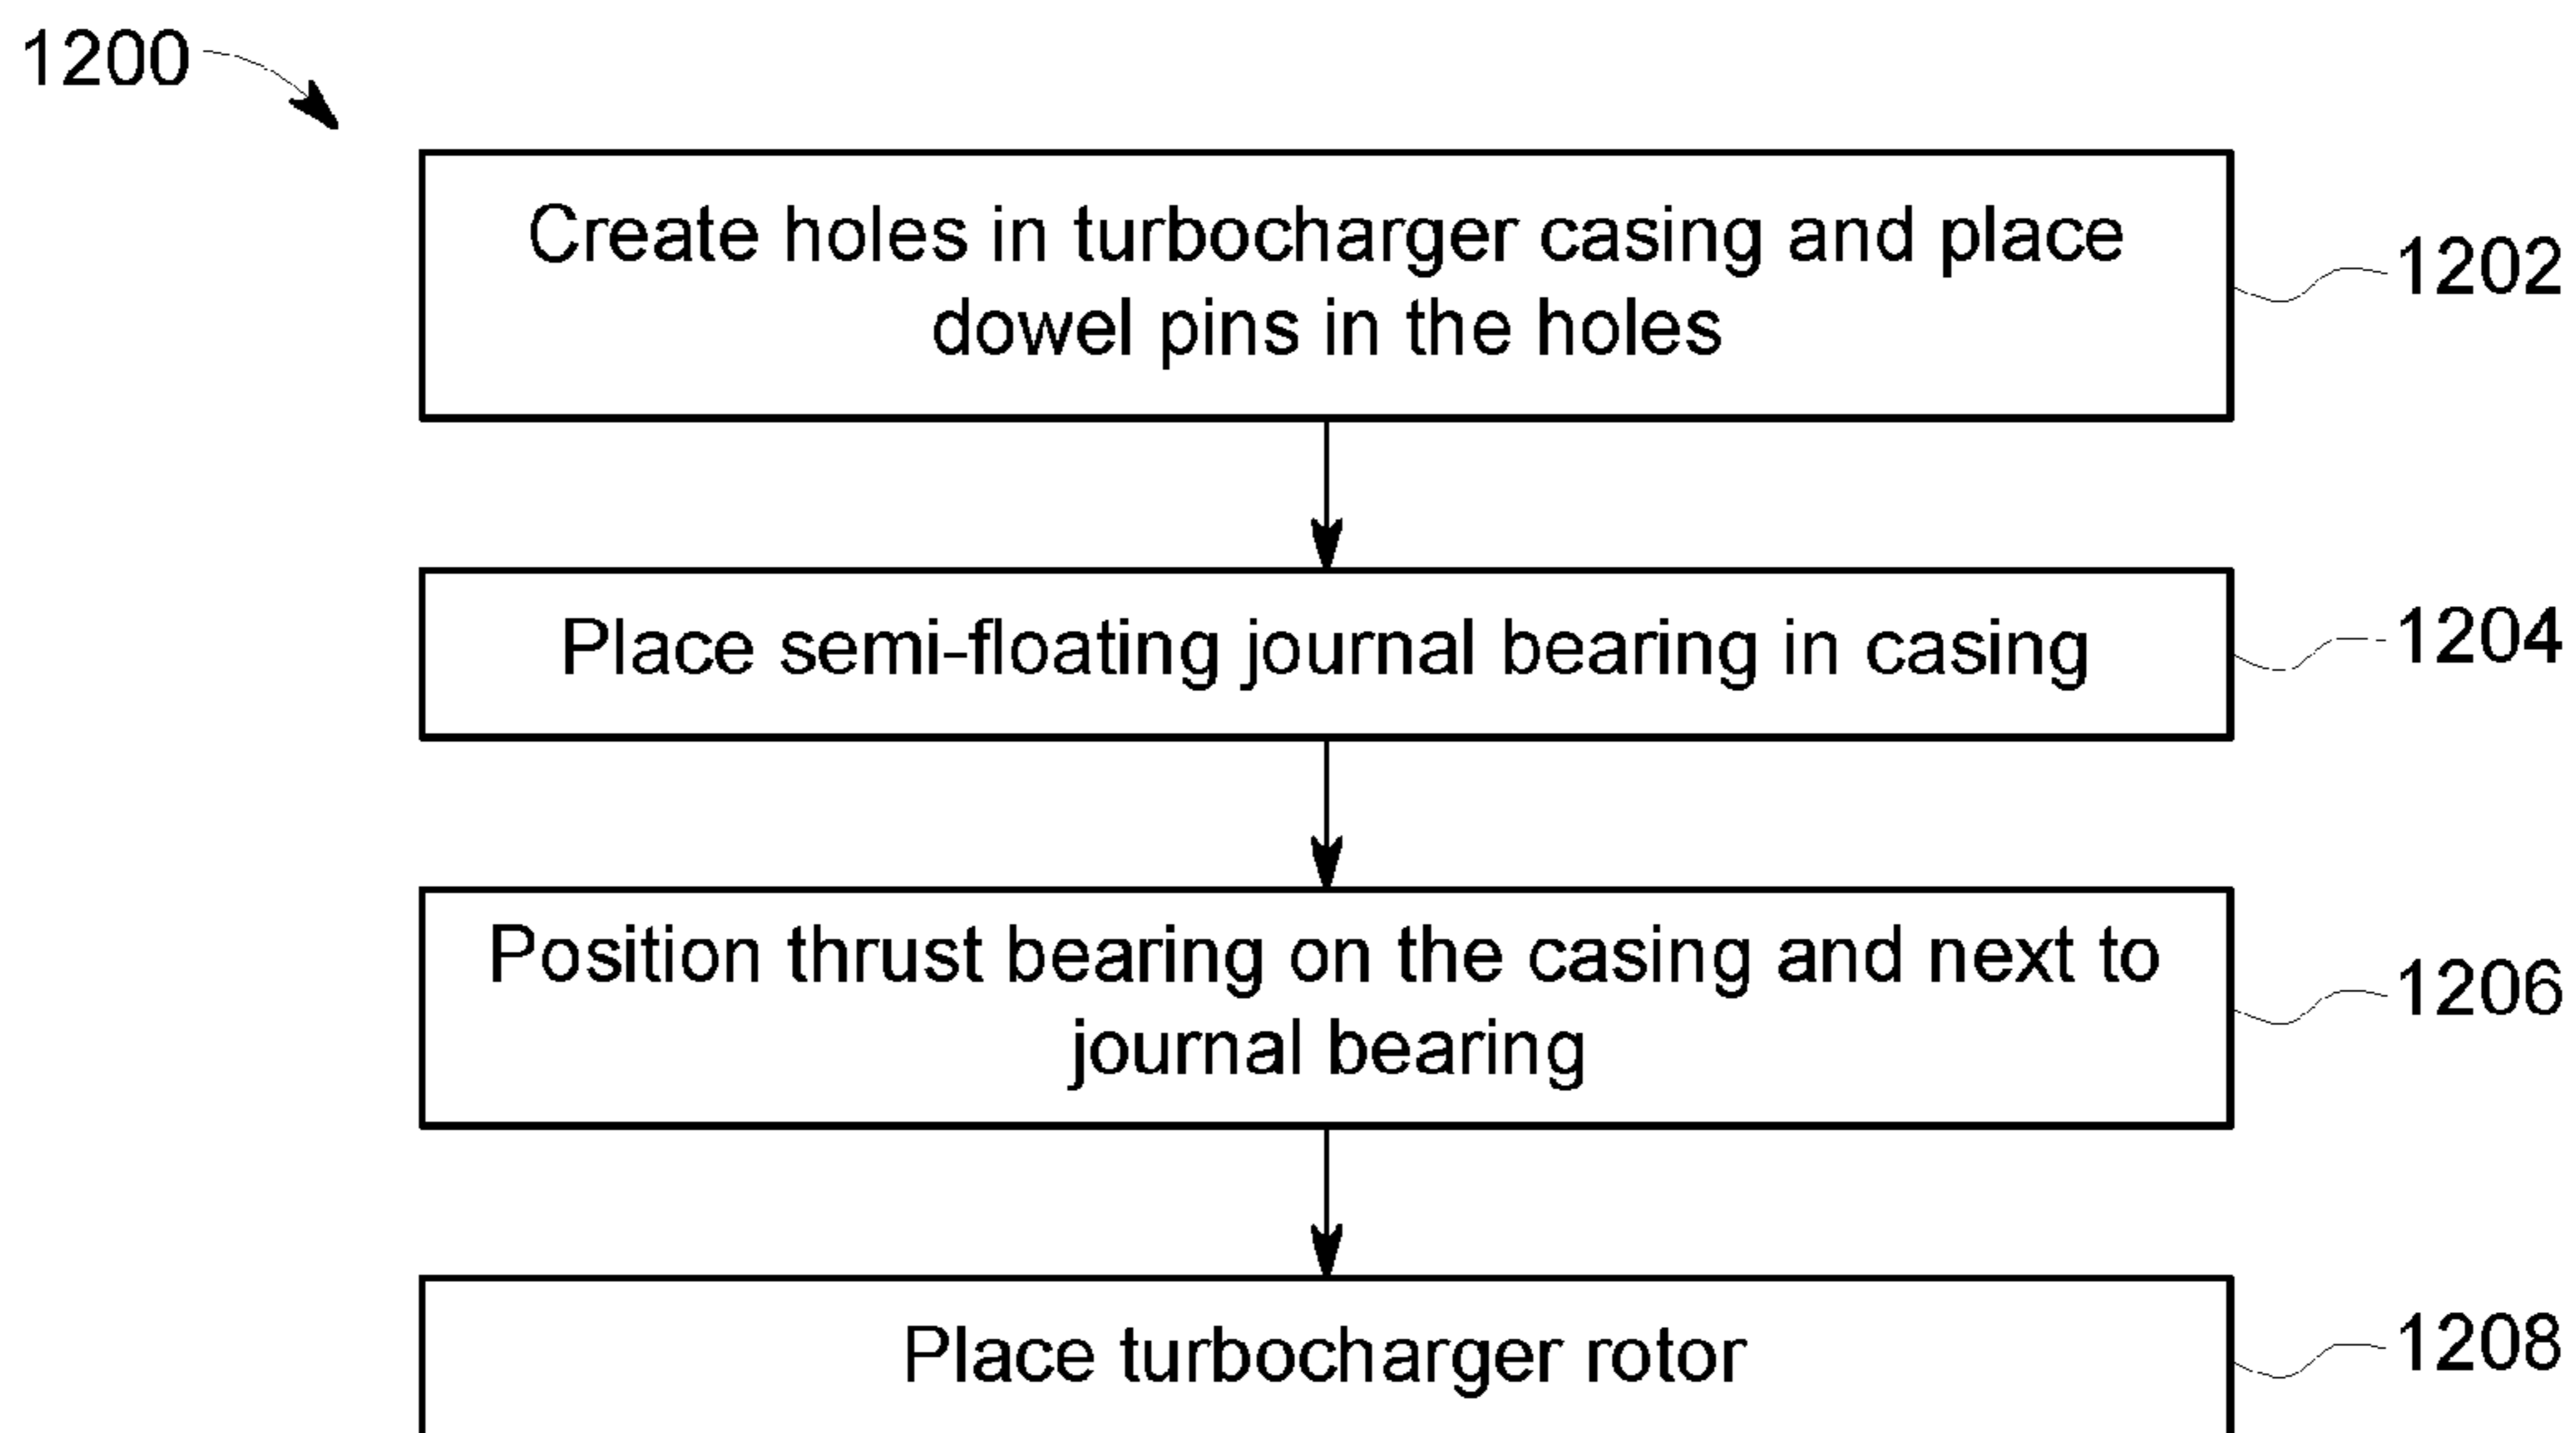 1200
Create holes in turbocharger casing and place
dowel pins in the holes
1202
Place semi-floating journal bearing in casing
1204
Position thrust bearing on the casing and next to
journal bearing
1206
Place turbocharger rotor
1208